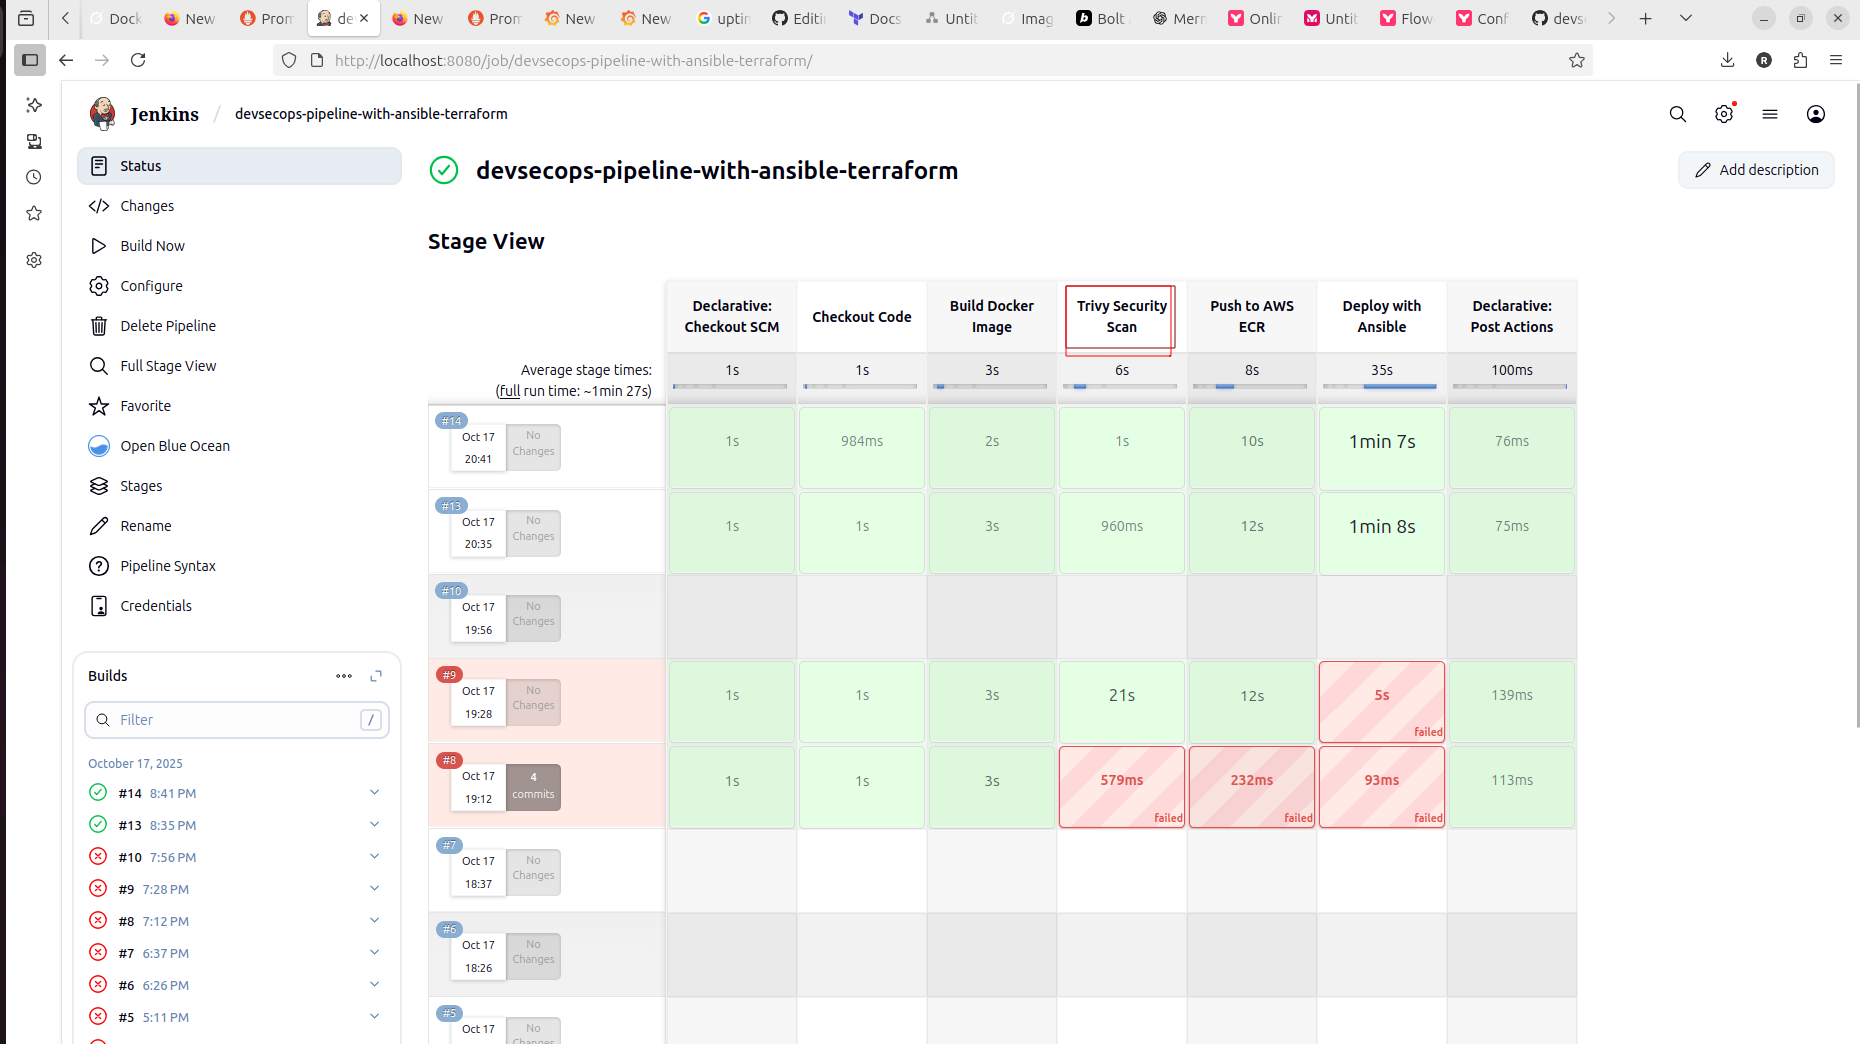 Dock
New
Prom
de
New
Prom
New
New
uptim
Editi
Docs
Untit
Imag
Bolt
Mern
Onlin
Untit
Flow
Conf
devs
http://localhost:8080/job/devsecops-pipeline-with-ansible-terraform/
R
Jenkins / devsecops-pipeline-with-ansible-terraform
Status
Changes
Build Now
Configure
Delete Pipeline
Full Stage View
Favorite
Open Blue Ocean
Stages
Rename
Pipeline Syntax
Credentials
Builds
Filter /
October 17, 2025
#14 8:41 PM
#13 8:35 PM
#10 7:56 PM
#9 7:28 PM
#8 7:12 PM
#7 6:37 PM
#6 6:26 PM
#5 5:11 PM
devsecops-pipeline-with-ansible-terraform
Add description
Stage View
Declarative:
Checkout SCM
Checkout Code
Build Docker
Image
Trivy Security
Scan
Push to AWS
ECR
Deploy with
Ansible
Declarative:
Post Actions
Average stage times:
(full run time: ~1min 27s)
1s
1s
3s
6s
8s
35s
100ms
#14
Oct 17
20:41
No
Changes
1s
984ms
2s
1s
10s
1min 7s
76ms
#13
Oct 17
20:35
No
Changes
1s
1s
3s
960ms
12s
1min 8s
75ms
#10
Oct 17
19:56
No
Changes
#9
Oct 17
19:28
No
Changes
1s
1s
3s
21s
12s
5s
failed
139ms
#8
Oct 17
19:12
4
commits
1s
1s
3s
579ms
failed
232ms
failed
93ms
failed
113ms
#7
Oct 17
18:37
No
Changes
#6
Oct 17
18:26
No
Changes
#5
Oct 17
No
Changes